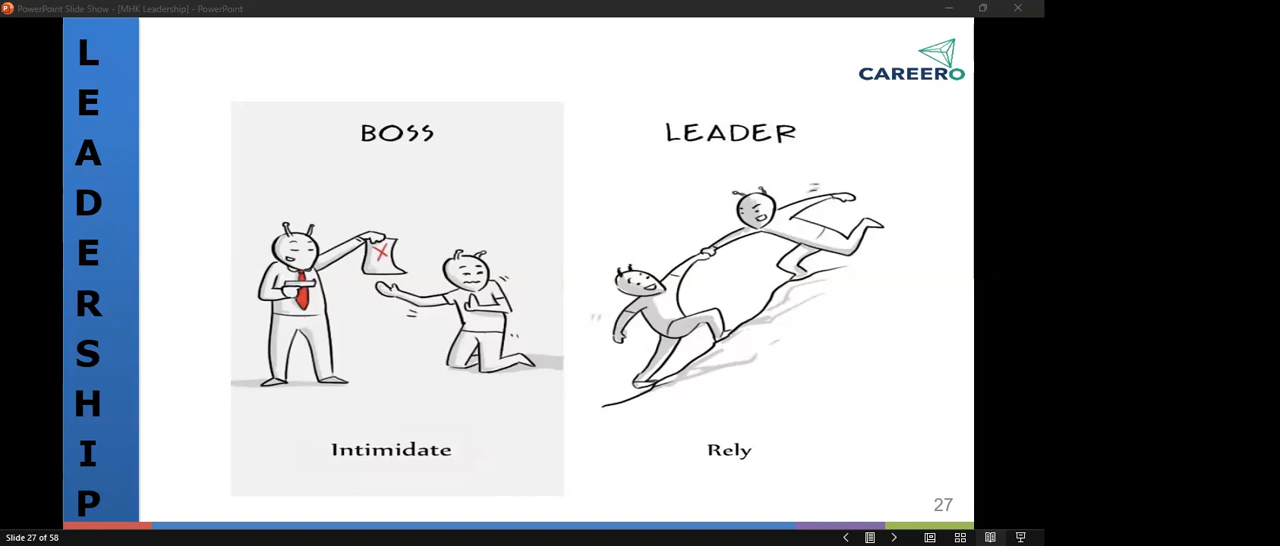 PowerPoint Slide Show - [MHK Leadership] - PowerPoint
L
E
A
D
E
R
S
H
I
P
CAREERO
BOSS
LEADER
Intimidate
Rely
27
Slide 27 of 58